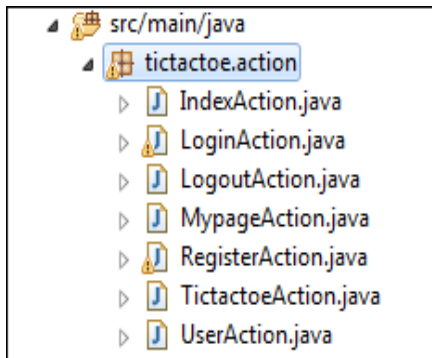 src/main/java
tictactoe.action
IndexAction.java
LoginAction.java
LogoutAction.java
MypageAction.java
RegisterAction.java
TictactoeAction.java
UserAction.java